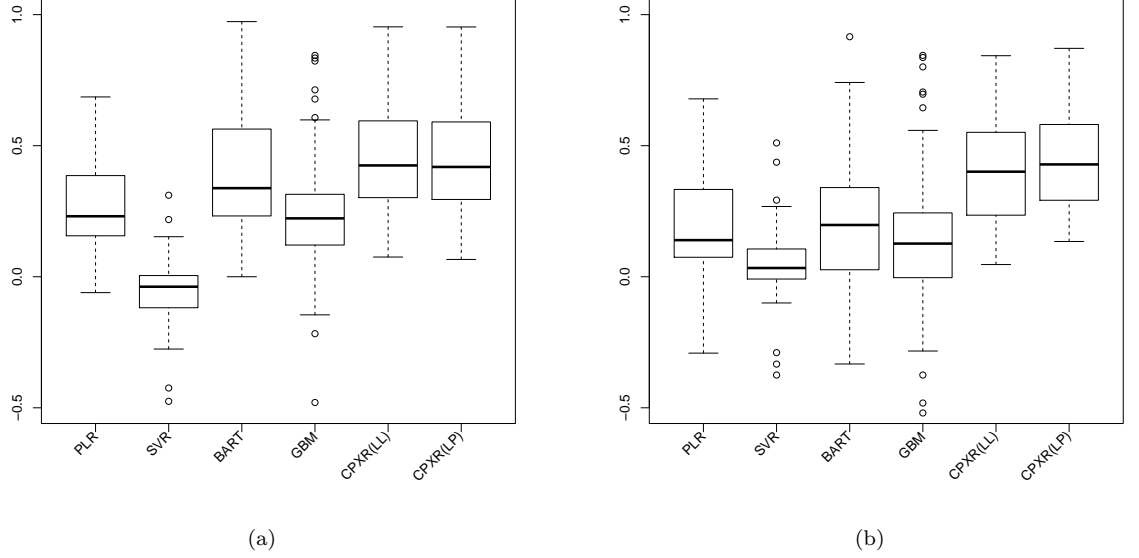 1.0
0.5
0.0
−0.5
PLR
SVR
BART
GBM
CPXR(LL)
CPXR(LP)
(a)
1.0
0.5
0.0
−0.5
PLR
SVR
BART
GBM
CPXR(LL)
CPXR(LP)
(b)